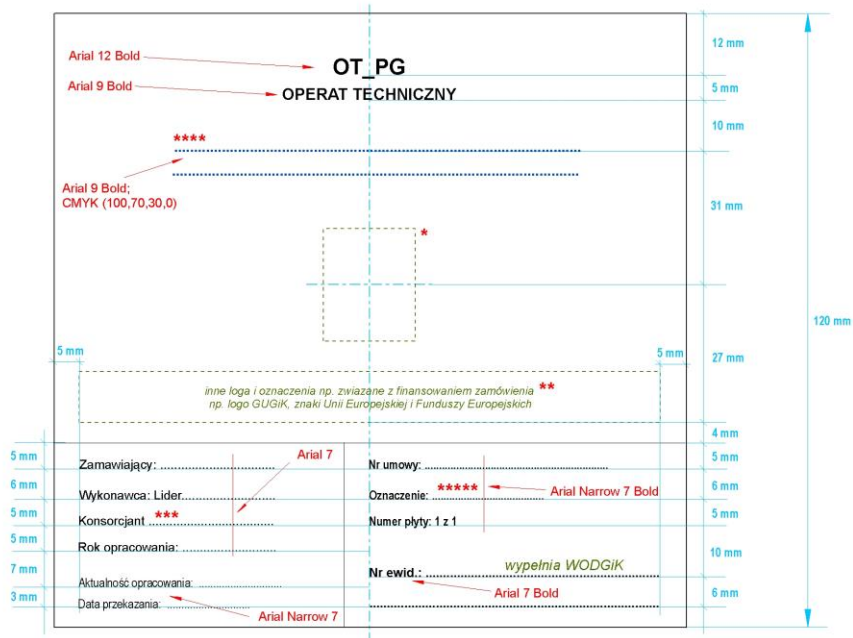 12 mm
Arial 12 Bold
OT_PG
Arial 9 Bold
5 mm
OPERAT TECHNICZNY
10 mm
****
................................................................
................................................................
Arial 9 Bold;
CMYK (100,70,30,0)
31 mm
*
120 mm
5 mm
5 mm
27 mm
inne loga i oznaczenia np. zwiazane z finansowaniem zamówienia **
np. logo GUGiK, znaki Unii Europejskiej i Funduszy Europejskich
4 mm
5 mm
Zamawiający: ................................
Arial 7
Nr umowy: ................................
5 mm
6 mm
Wykonawca: Lider................................
Oznaczenie: ***** ................................
Arial Narrow 7 Bold
6 mm
5 mm
Konsorcjant *** ................................
Numer płyty: 1 z 1
5 mm
5 mm
Rok opracowania: ................................
10 mm
wypełnia WODGiK
7 mm
Nr ewid.: ................................
Aktualność opracowania: ................................
Arial 7 Bold
6 mm
3 mm
Data przekazania: ................................
................................................................
Arial Narrow 7